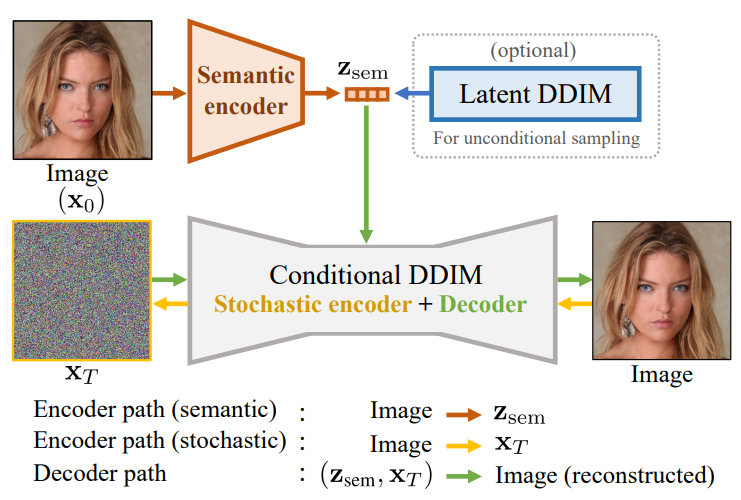 (optional)
Semantic
encoder
z_sem
Latent DDIM
For unconditional sampling
Image
(x_0)
Conditional DDIM
Stochastic encoder + Decoder
x_T
Image
Encoder path (semantic) : Image → z_sem
Encoder path (stochastic) : Image → x_T
Decoder path : (z_sem, x_T) → Image (reconstructed)